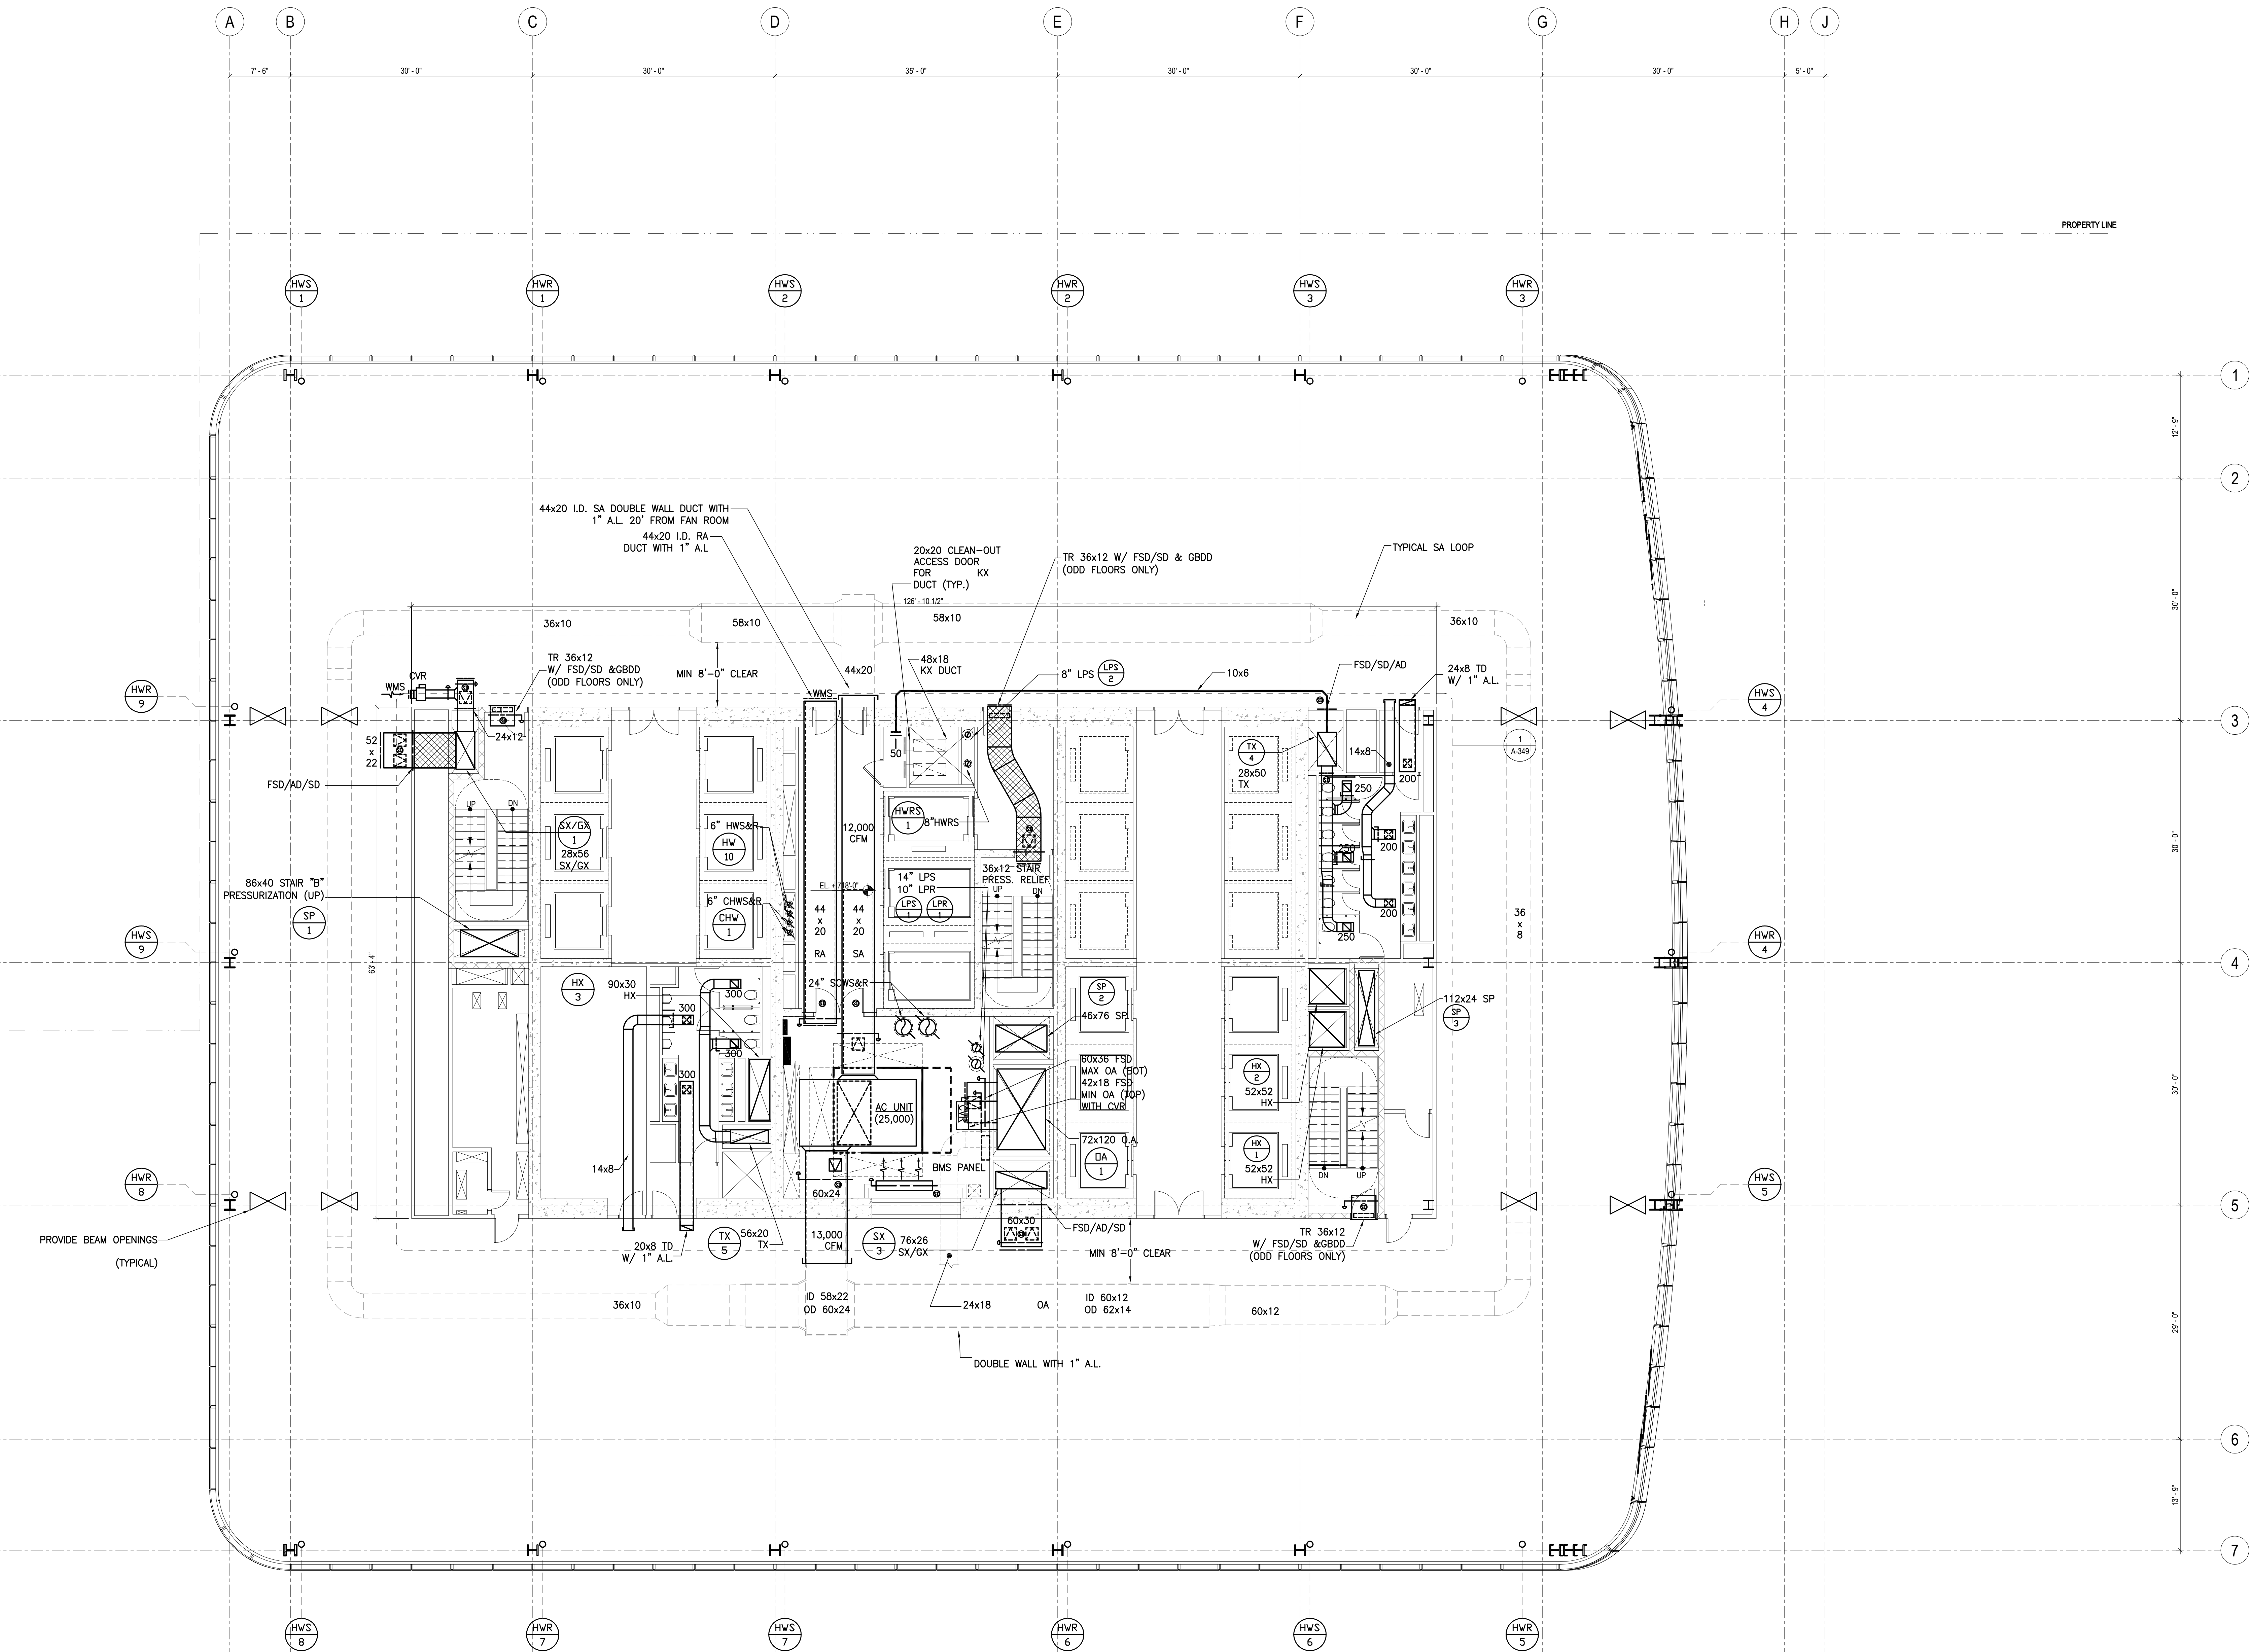 A
B
C
D
E
F
G
H
J
7' - 6"
30' - 0"
30' - 0"
35' - 0"
30' - 0"
30' - 0"
30' - 0"
5' - 0"
PROPERTY LINE
HWS
1
HWR
1
HWS
2
HWR
2
HWS
3
HWR
3
1
12' - 9"
2
30' - 0"
3
30' - 0"
4
30' - 0"
5
29' - 0"
6
13' - 9"
7
44x20 I.D. SA DOUBLE WALL DUCT WITH
1" A.L. 20' FROM FAN ROOM
44x20 I.D. RA
DUCT WITH 1" A.L
20x20 CLEAN-OUT
ACCESS DOOR
FOR KX
DUCT (TYP.)
TR 36x12 W/ FSD/SD & GBDD
(ODD FLOORS ONLY)
TYPICAL SA LOOP
126' - 10 1/2"
36x10
58x10
58x10
36x10
TR 36x12
W/ FSD/SD &GBDD
(ODD FLOORS ONLY)
MIN 8'-0" CLEAR
44x20
48x18
KX DUCT
8" LPS
LPS
2
10x6
FSD/SD/AD
24x8 TD
W/ 1" A.L.
CVR
WMS
WMS
HWR
9
HWS
4
24x12
52
x
22
50
TX
4
28x50
TX
14x8
1
A-349
FSD/AD/SD
200
250
UP
DN
SX/GX
1
28x56
SX/GX
6" HWS&R
HW
10
12,000
CFM
HWRS
1
8"HWRS
250
200
36x12 STAIR
PRESS. RELIEF
UP
DN
86x40 STAIR "B"
PRESSURIZATION (UP)
SP
1
EL. +718'-0"
14" LPS
10" LPR
LPS
1
LPR
1
6" CHWS&R
CHW
1
44
x
20
RA
44
x
20
SA
200
250
36
x
8
HWS
9
HWR
4
63' - 4"
HX
3
90x30
HX
300
300
300
300
24" SCWS&R
SP
2
46x76 SP
112x24 SP
SP
3
60x36 FSD
MAX OA (BOT)
42x18 FSD
MIN OA (TOP)
WITH CVR
CVR
HX
2
52x52
HX
AC UNIT
(25,000)
72x120 O.A.
OA
1
HX
1
52x52
HX
BMS PANEL
14x8
60x24
DN
UP
HWR
8
HWS
5
PROVIDE BEAM OPENINGS
(TYPICAL)
20x8 TD
W/ 1" A.L.
TX
5
56x20
TX
13,000
CFM
SX
3
76x26
SX/GX
60x30
FSD/AD/SD
MIN 8'-0" CLEAR
TR 36x12
W/ FSD/SD &GBDD
(ODD FLOORS ONLY)
36x10
ID 58x22
OD 60x24
24x18
OA
ID 60x12
OD 62x14
60x12
DOUBLE WALL WITH 1" A.L.
HWS
8
HWR
7
HWS
7
HWR
6
HWS
6
HWR
5